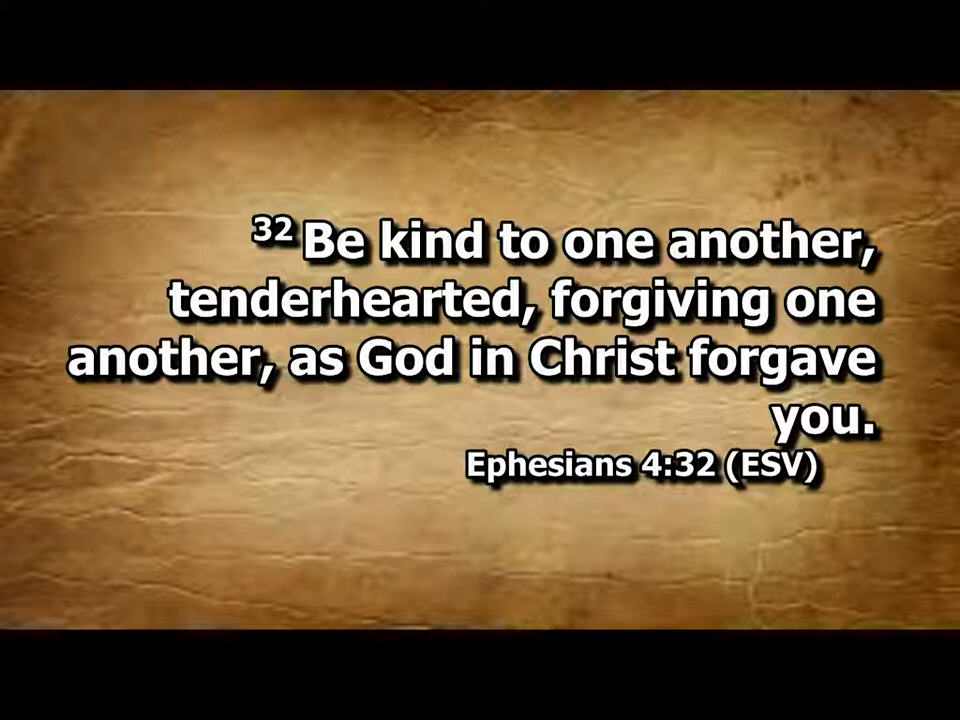 32 Be kind to one another,
tenderhearted, forgiving one
another, as God in Christ forgave
you.
Ephesians 4:32 (ESV)